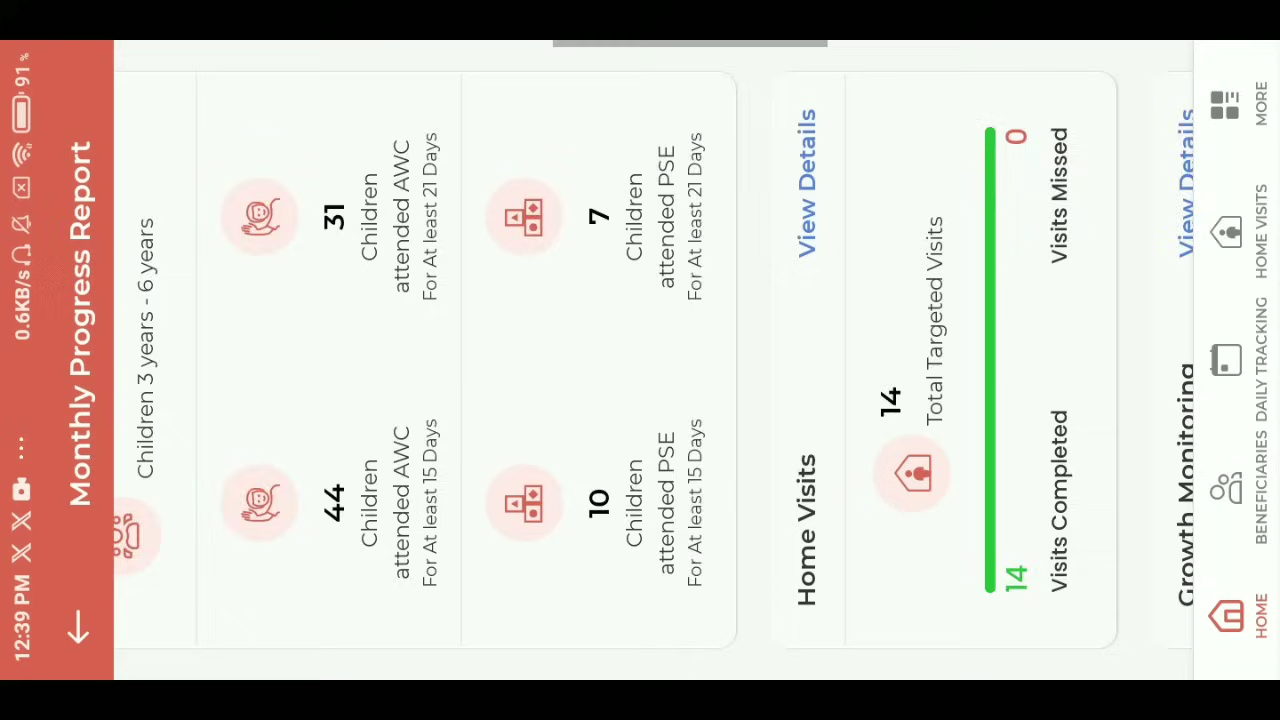 12:39 PM X X ... 0.6KB/s 91%
Monthly Progress Report
Children 3 years - 6 years
44 31
Children Children
attended AWC attended AWC
For At least 15 Days For At least 21 Days
10 7
Children Children
attended PSE attended PSE
For At least 15 Days For At least 21 Days
Home Visits View Details
14
Total Targeted Visits
14 0
Visits Completed Visits Missed
Growth Monitoring View Details
HOME BENEFICIARIES DAILY TRACKING HOME VISITS MORE